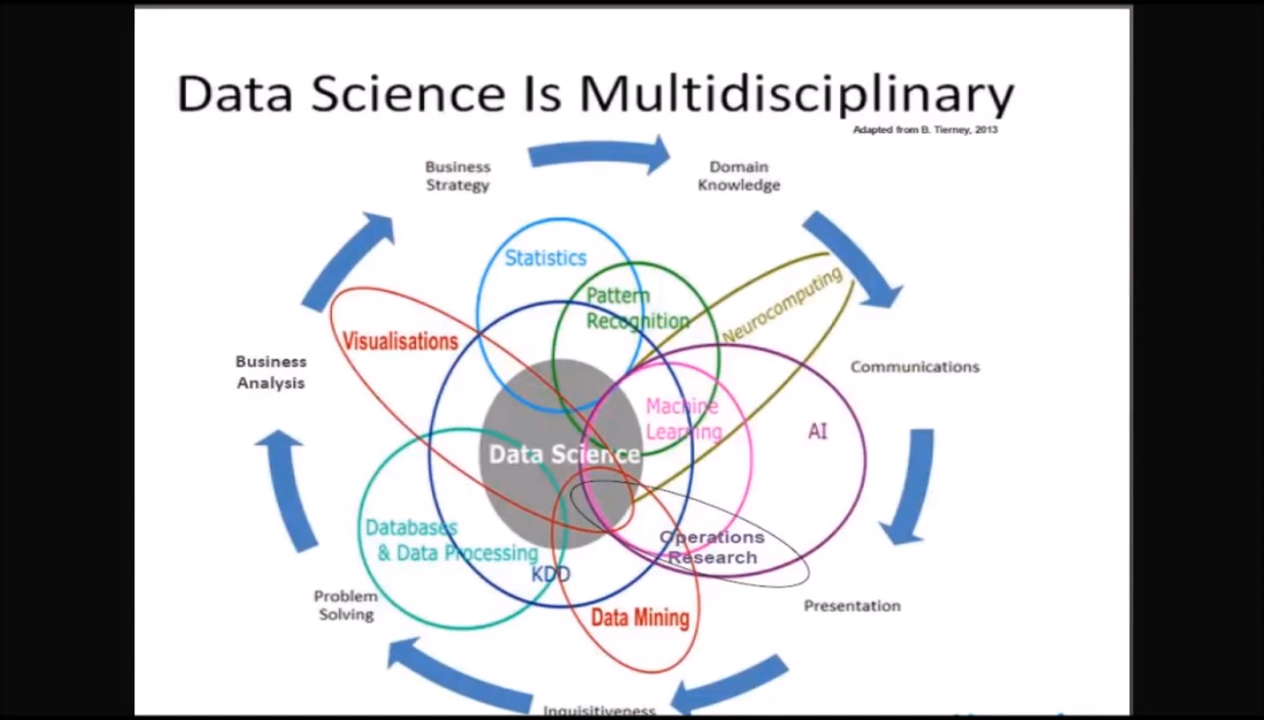 Data Science Is Multidisciplinary
Adapted from B. Tierney, 2013
Business
Strategy
Domain
Knowledge
Statistics
Pattern
Recognition
Neurocomputing
Visualisations
Business
Analysis
Communications
Machine
Learning
AI
Data Science
Databases
& Data Processing
KDD
Operations
Research
Data Mining
Problem
Solving
Presentation
Inquisitiveness